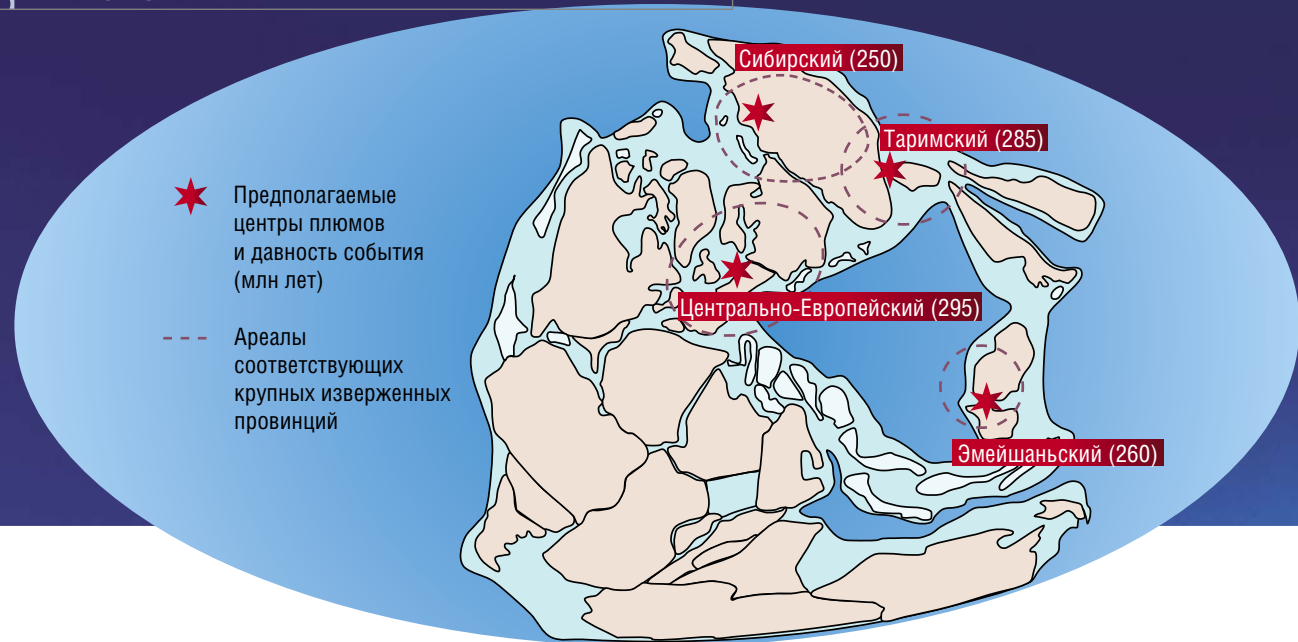 Сибирский (250)
Таримский (285)
Предполагаемые
центры плюмов
и давность события
(млн лет)
Центрально-Европейский (295)
Ареалы
соответствующих
крупных изверженных
провинций
Эмейшаньский (260)